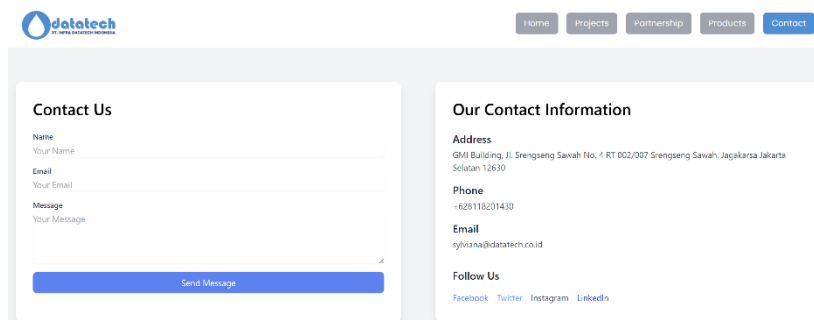 datatech
PT. INFRA DATATECH INDONESIA
Home Projects Partnership Products Contact
Contact Us
Name
Your Name
Email
Your Email
Message
Your Message
Send Message
Our Contact Information
Address
GMI Building, Jl. Srengseng Sawah No. 4 RT 002/007 Srengseng Sawah, Jagakarsa Jakarta
Selatan 12630
Phone
+628118201430
Email
sylviana@datatech.co.id
Follow Us
Facebook Twitter Instagram LinkedIn